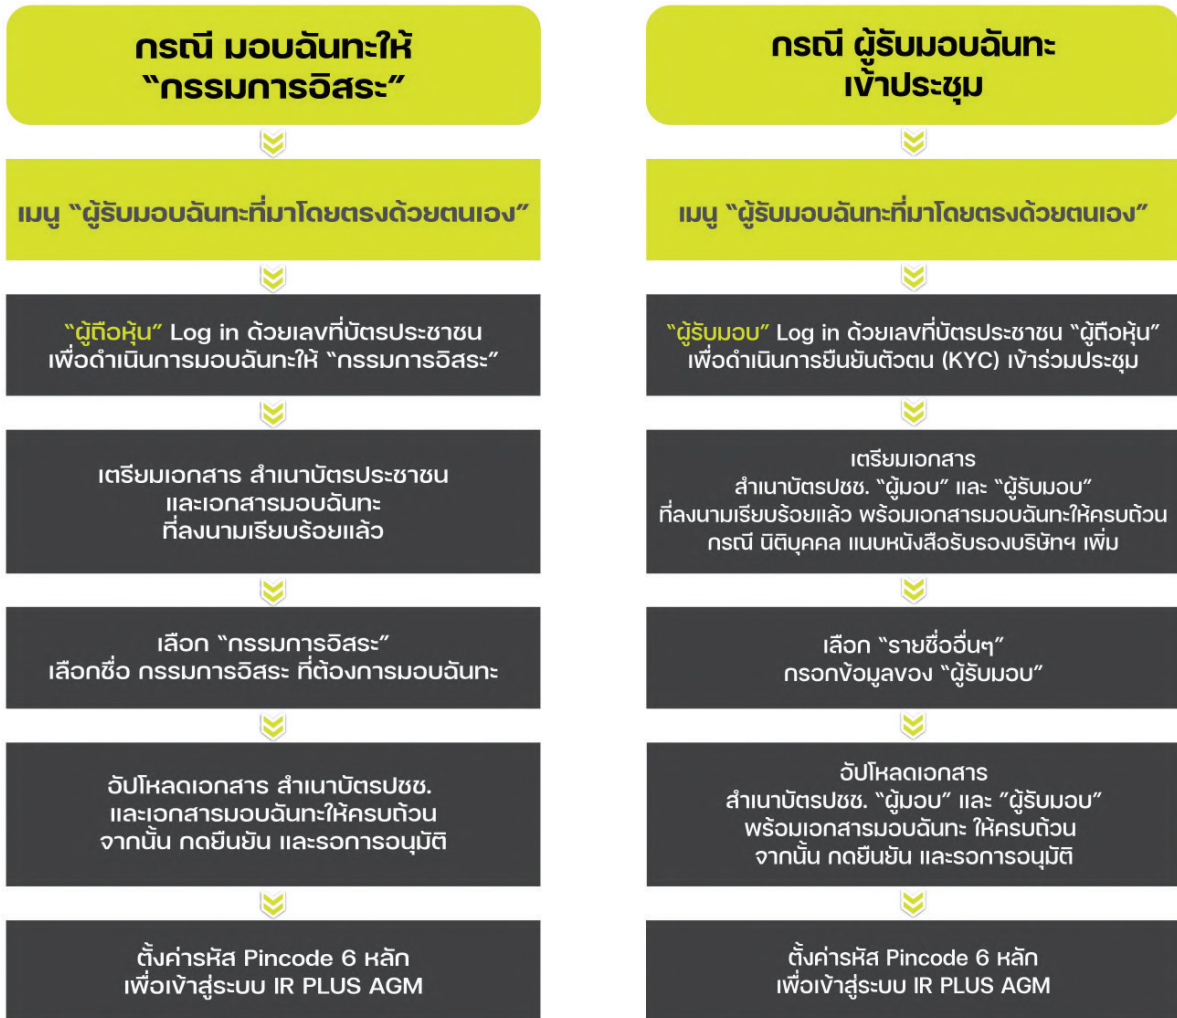 กรณี มอบฉันทะให้
“กรรมการอิสระ”
เมนู “ผู้รับมอบฉันทะที่มาโดยตรงด้วยตนเอง”
“ผู้ถือหุ้น” Log in ด้วยเลขที่บัตรประชาชน
เพื่อดำเนินการมอบฉันทะให้ “กรรมการอิสระ”
เตรียมเอกสาร สำเนาบัตรประชาชน
และเอกสารมอบฉันทะ
ที่ลงนามเรียบร้อยแล้ว
เลือก “กรรมการอิสระ”
เลือกชื่อ กรรมการอิสระ ที่ต้องการมอบฉันทะ
อัปโหลดเอกสาร สำเนาบัตรปชช.
และเอกสารมอบฉันทะให้ครบถ้วน
จากนั้น กดยืนยัน และรอการอนุมัติ
ตั้งค่ารหัส Pincode 6 หลัก
เพื่อเข้าสู่ระบบ IR PLUS AGM
กรณี ผู้รับมอบฉันทะ
เข้าประชุม
เมนู “ผู้รับมอบฉันทะที่มาโดยตรงด้วยตนเอง”
“ผู้รับมอบ” Log in ด้วยเลขที่บัตรประชาชน “ผู้ถือหุ้น”
เพื่อดำเนินการยืนยันตัวตน (KYC) เข้าร่วมประชุม
เตรียมเอกสาร
สำเนาบัตรปชช. “ผู้มอบ” และ “ผู้รับมอบ”
ที่ลงนามเรียบร้อยแล้ว พร้อมเอกสารมอบฉันทะให้ครบถ้วน
กรณี นิติบุคคล แนบหนังสือรับรองบริษัทฯ เพิ่ม
เลือก “รายชื่ออื่นๆ”
กรอกข้อมูลของ “ผู้รับมอบ”
อัปโหลดเอกสาร
สำเนาบัตรปชช. “ผู้มอบ” และ ”ผู้รับมอบ”
พร้อมเอกสารมอบฉันทะ ให้ครบถ้วน
จากนั้น กดยืนยัน และรอการอนุมัติ
ตั้งค่ารหัส Pincode 6 หลัก
เพื่อเข้าสู่ระบบ IR PLUS AGM